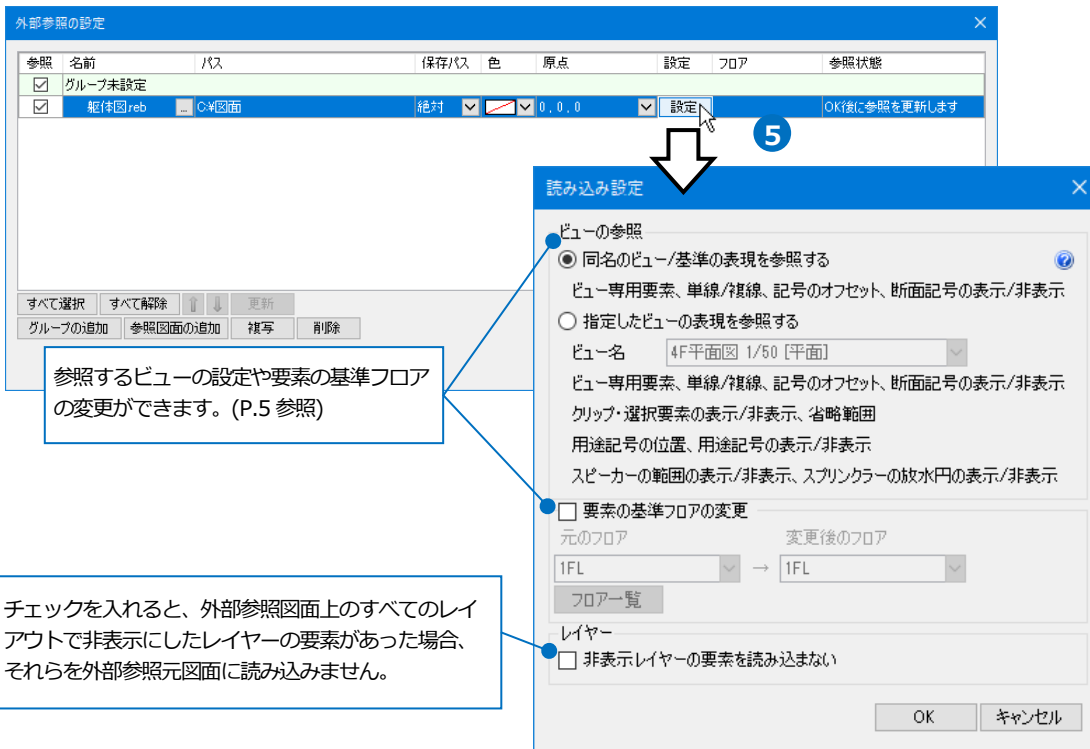 外部参照の設定
参照 名前 パス 保存パス 色 原点 設定 フロア 参照状態
グループ未設定
躯体図.reb ... C:¥図面 絶対 0, 0, 0 設定 OK後に参照を更新します
5
すべて選択 すべて解除 更新
グループの追加 参照図面の追加 複写 削除
参照するビューの設定や要素の基準フロア
の変更ができます。(P.5 参照)
読み込み設定
ビューの参照
同名のビュー/基準の表現を参照する
ビュー専用要素、単線/複線、記号のオフセット、断面記号の表示/非表示
指定したビューの表現を参照する
ビュー名 4F平面図 1/50 [平面]
ビュー専用要素、単線/複線、記号のオフセット、断面記号の表示/非表示
クリップ・選択要素の表示/非表示、省略範囲
用途記号の位置、用途記号の表示/非表示
スピーカーの範囲の表示/非表示、スプリンクラーの放水円の表示/非表示
要素の基準フロアの変更
元のフロア 変更後のフロア
1FL → 1FL
フロア一覧
チェックを入れると、外部参照図面上のすべてのレイ
アウトで非表示にしたレイヤーの要素があった場合、
それらを外部参照元図面に読み込みません。
レイヤー
非表示レイヤーの要素を読み込まない
OK キャンセル